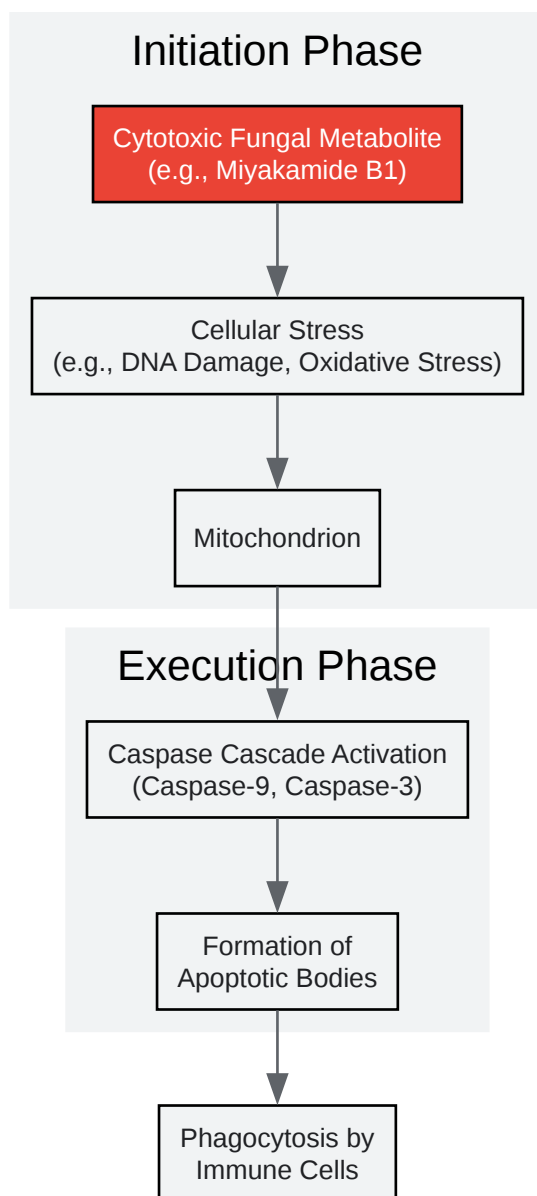 Initiation Phase
Cytotoxic Fungal Metabolite
(e.g., Miyakamide B1)
Cellular Stress
(e.g., DNA Damage, Oxidative Stress)
Mitochondrion
Execution Phase
Caspase Cascade Activation
(Caspase-9, Caspase-3)
Formation of
Apoptotic Bodies
Phagocytosis by
Immune Cells